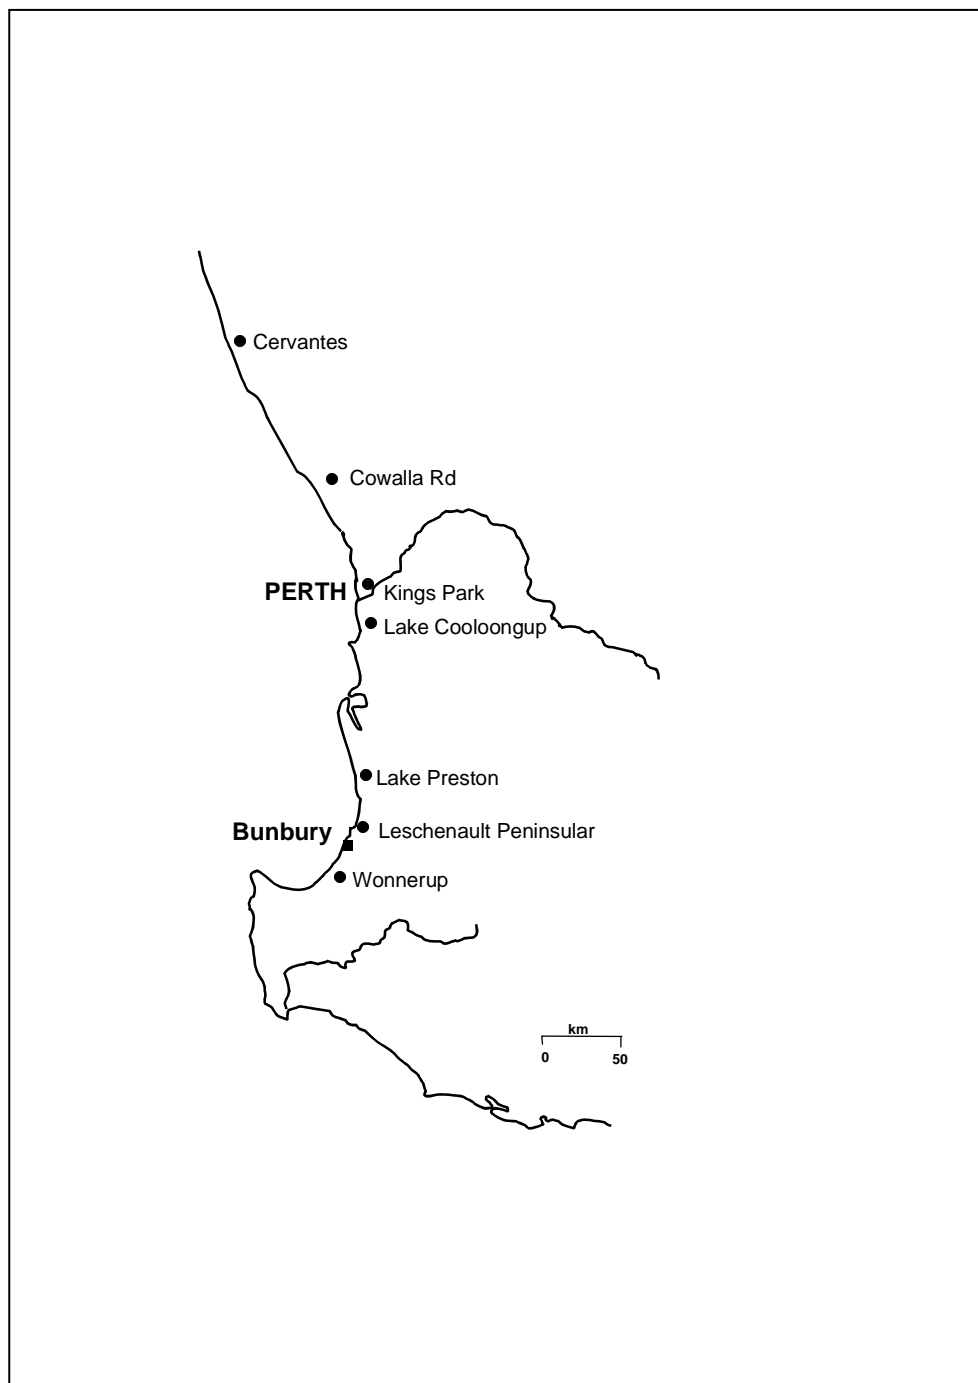 Cervantes
Cowalla Rd
PERTH
Kings Park
Lake Cooloongup
Lake Preston
Bunbury
Leschenault Peninsular
Wonnerup
km
0 50